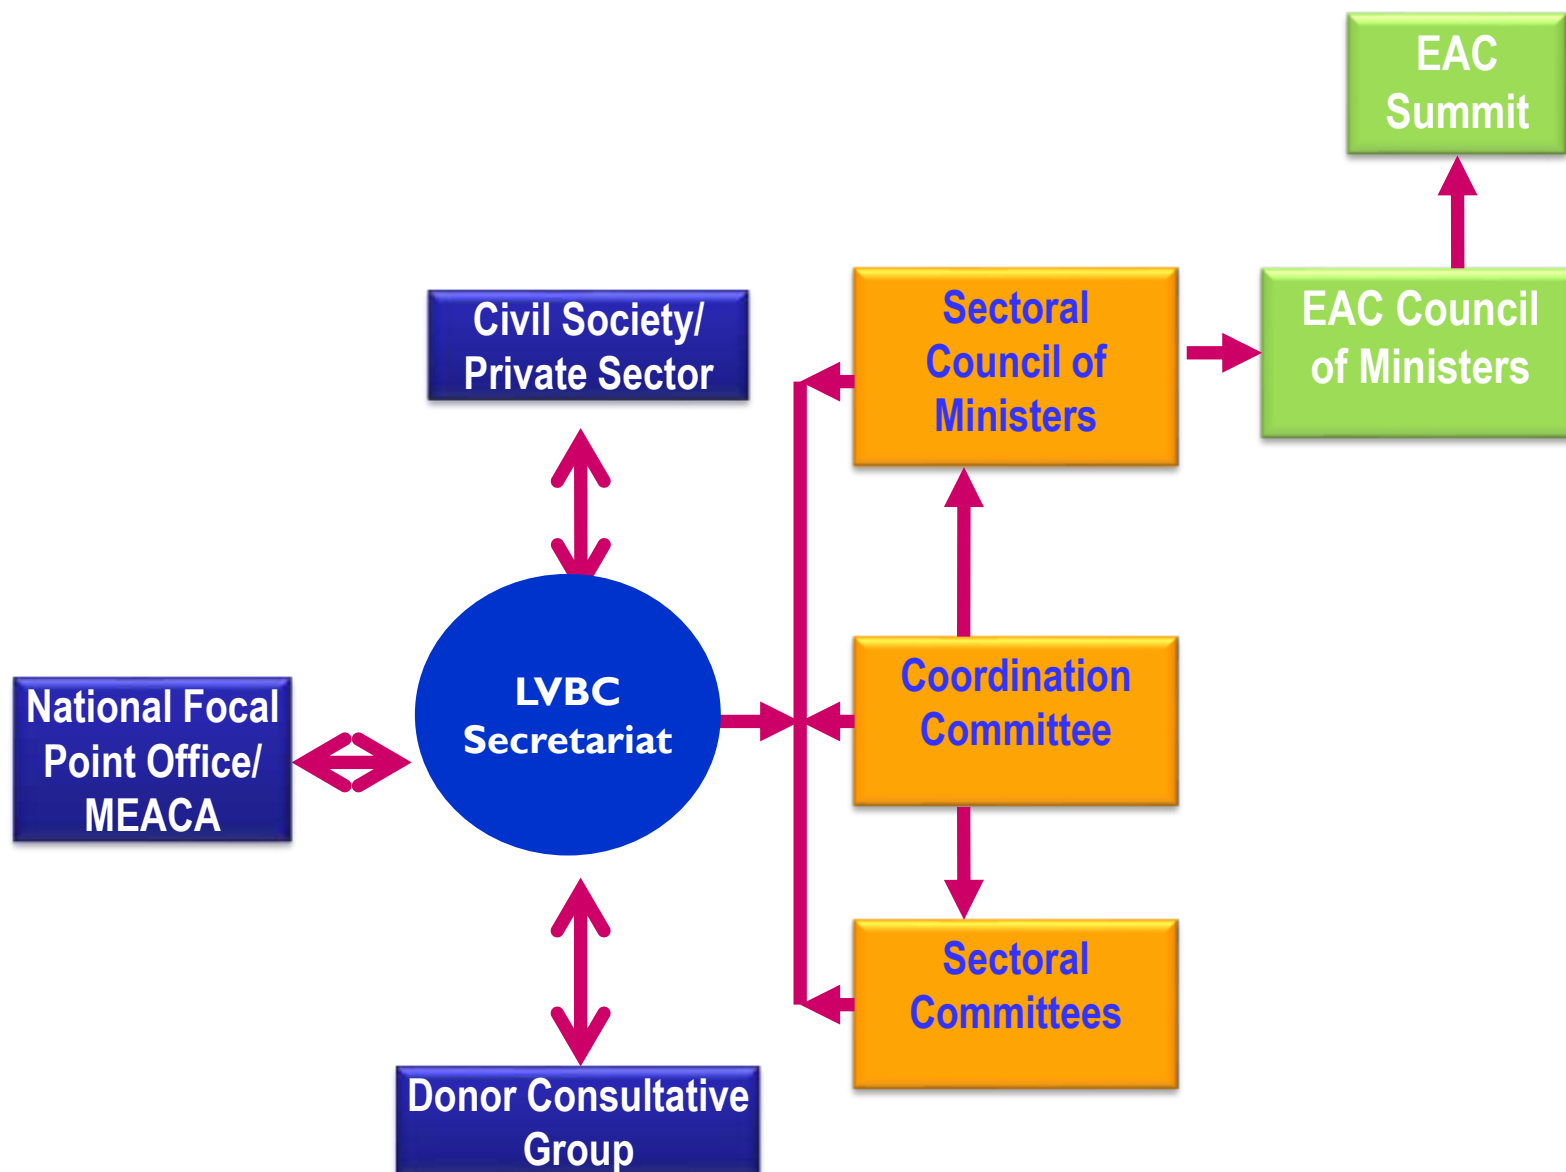 EAC
Summit
EAC Council
of Ministers
Sectoral
Council of
Ministers
Civil Society/
Private Sector
LVBC
Secretariat
National Focal
Point Office/
MEACA
Coordination
Committee
Sectoral
Committees
Donor Consultative
Group